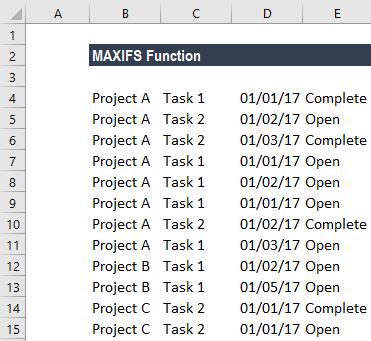 A B C D E
1
2 MAXIFS Function
3
4 Project A Task 1 01/01/17 Complete
5 Project A Task 2 01/02/17 Open
6 Project A Task 2 01/03/17 Complete
7 Project A Task 1 01/01/17 Open
8 Project A Task 1 01/02/17 Open
9 Project A Task 1 01/01/17 Open
10 Project A Task 2 01/02/17 Complete
11 Project A Task 1 01/03/17 Open
12 Project B Task 1 01/02/17 Open
13 Project B Task 1 01/05/17 Open
14 Project C Task 2 01/01/17 Complete
15 Project C Task 2 01/01/17 Open